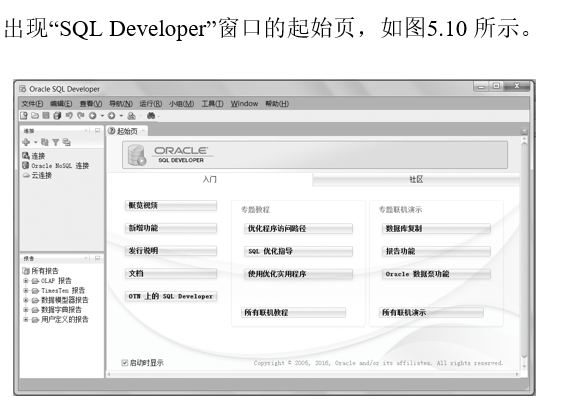 出现“SQL Developer”窗口的起始页，如图5.10 所示。
Oracle SQL Developer
文件(F) 编辑(E) 查看(V) 导航(N) 运行(R) 小组(M) 工具(T) Window 帮助(H)
连接
起始页
连接
Oracle NoSQL 连接
云连接
ORACLE
SQL DEVELOPER
入门 社区
概览视频
新增功能
发行说明
文档
OTN 上的 SQL Developer
专题教程
优化程序访问路径
SQL 优化指导
使用优化实用程序
所有联机教程
专题联机演示
数据库复制
报告功能
Oracle 数据泵功能
所有联机演示
报告
所有报告
OLAP 报告
TimesTen 报告
数据模型器报告
数据字典报告
用户定义的报告
启动时显示
Copyright © 2005, 2016, Oracle and/or its affiliates. All rights reserved.